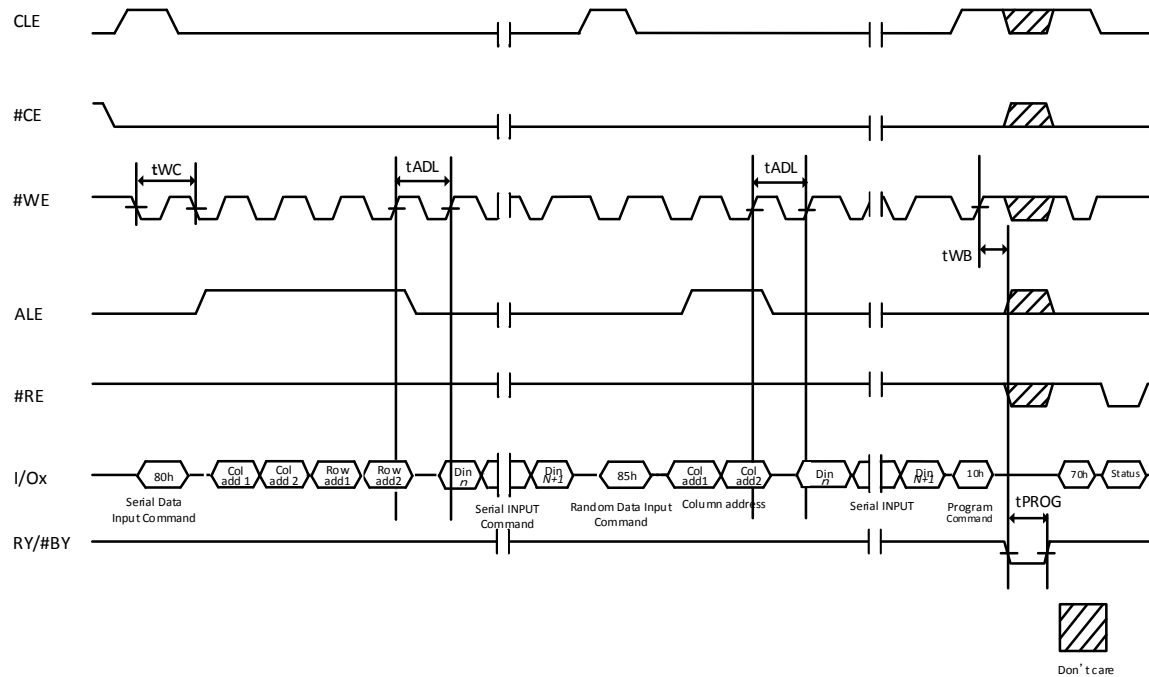 CLE
#CE
tWC
tADL
tADL
#WE
tWB
ALE
#RE
I/Ox
80h
Col
add 1
Col
add 2
Row
add1
Row
add2
Din
n
Din
N+1
85h
Col
add1
Col
add2
Din
n
Din
N+1
10h
70h
Status
Serial Data
Input Command
Serial INPUT
Command
Random Data Input
Command
Column address
Serial INPUT
Program
Command
tPROG
RY/#BY
Don't care